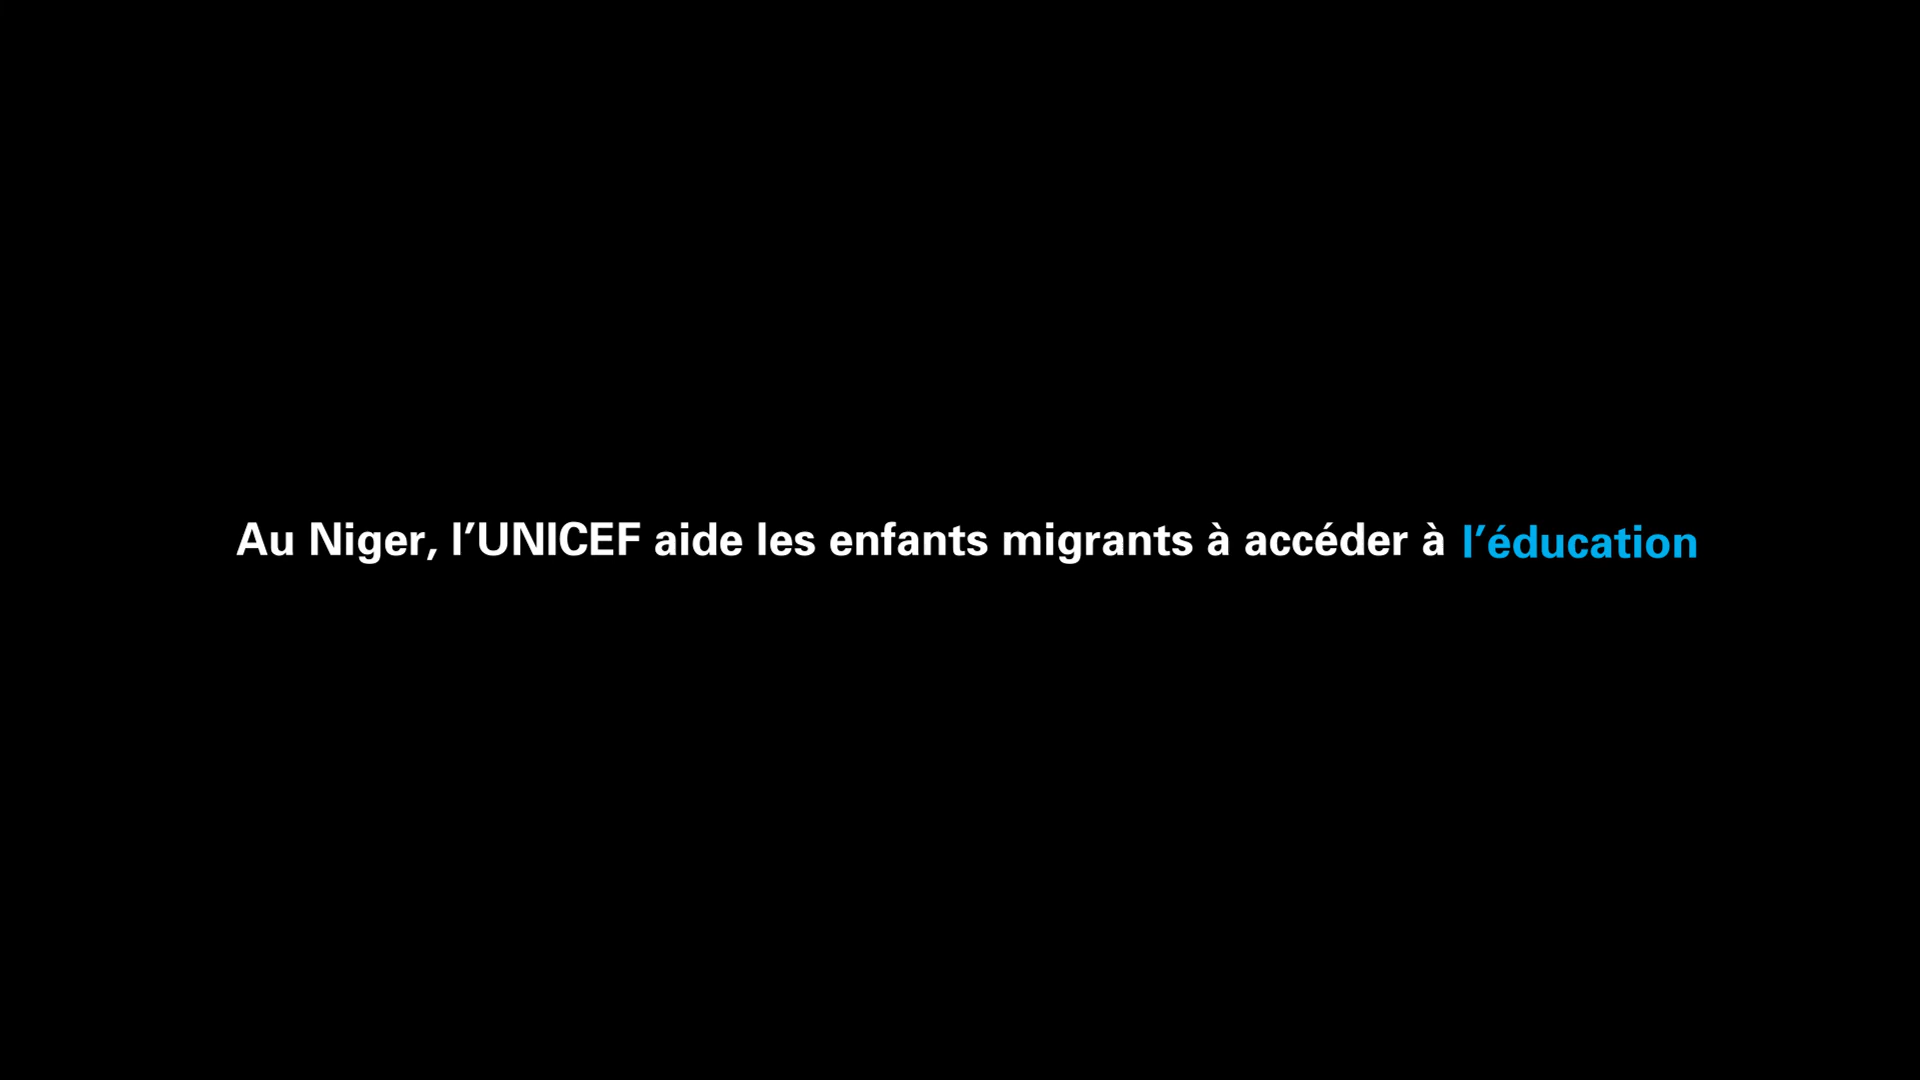 Au Niger, l’UNICEF aide les enfants migrants à accéder à l’éducation